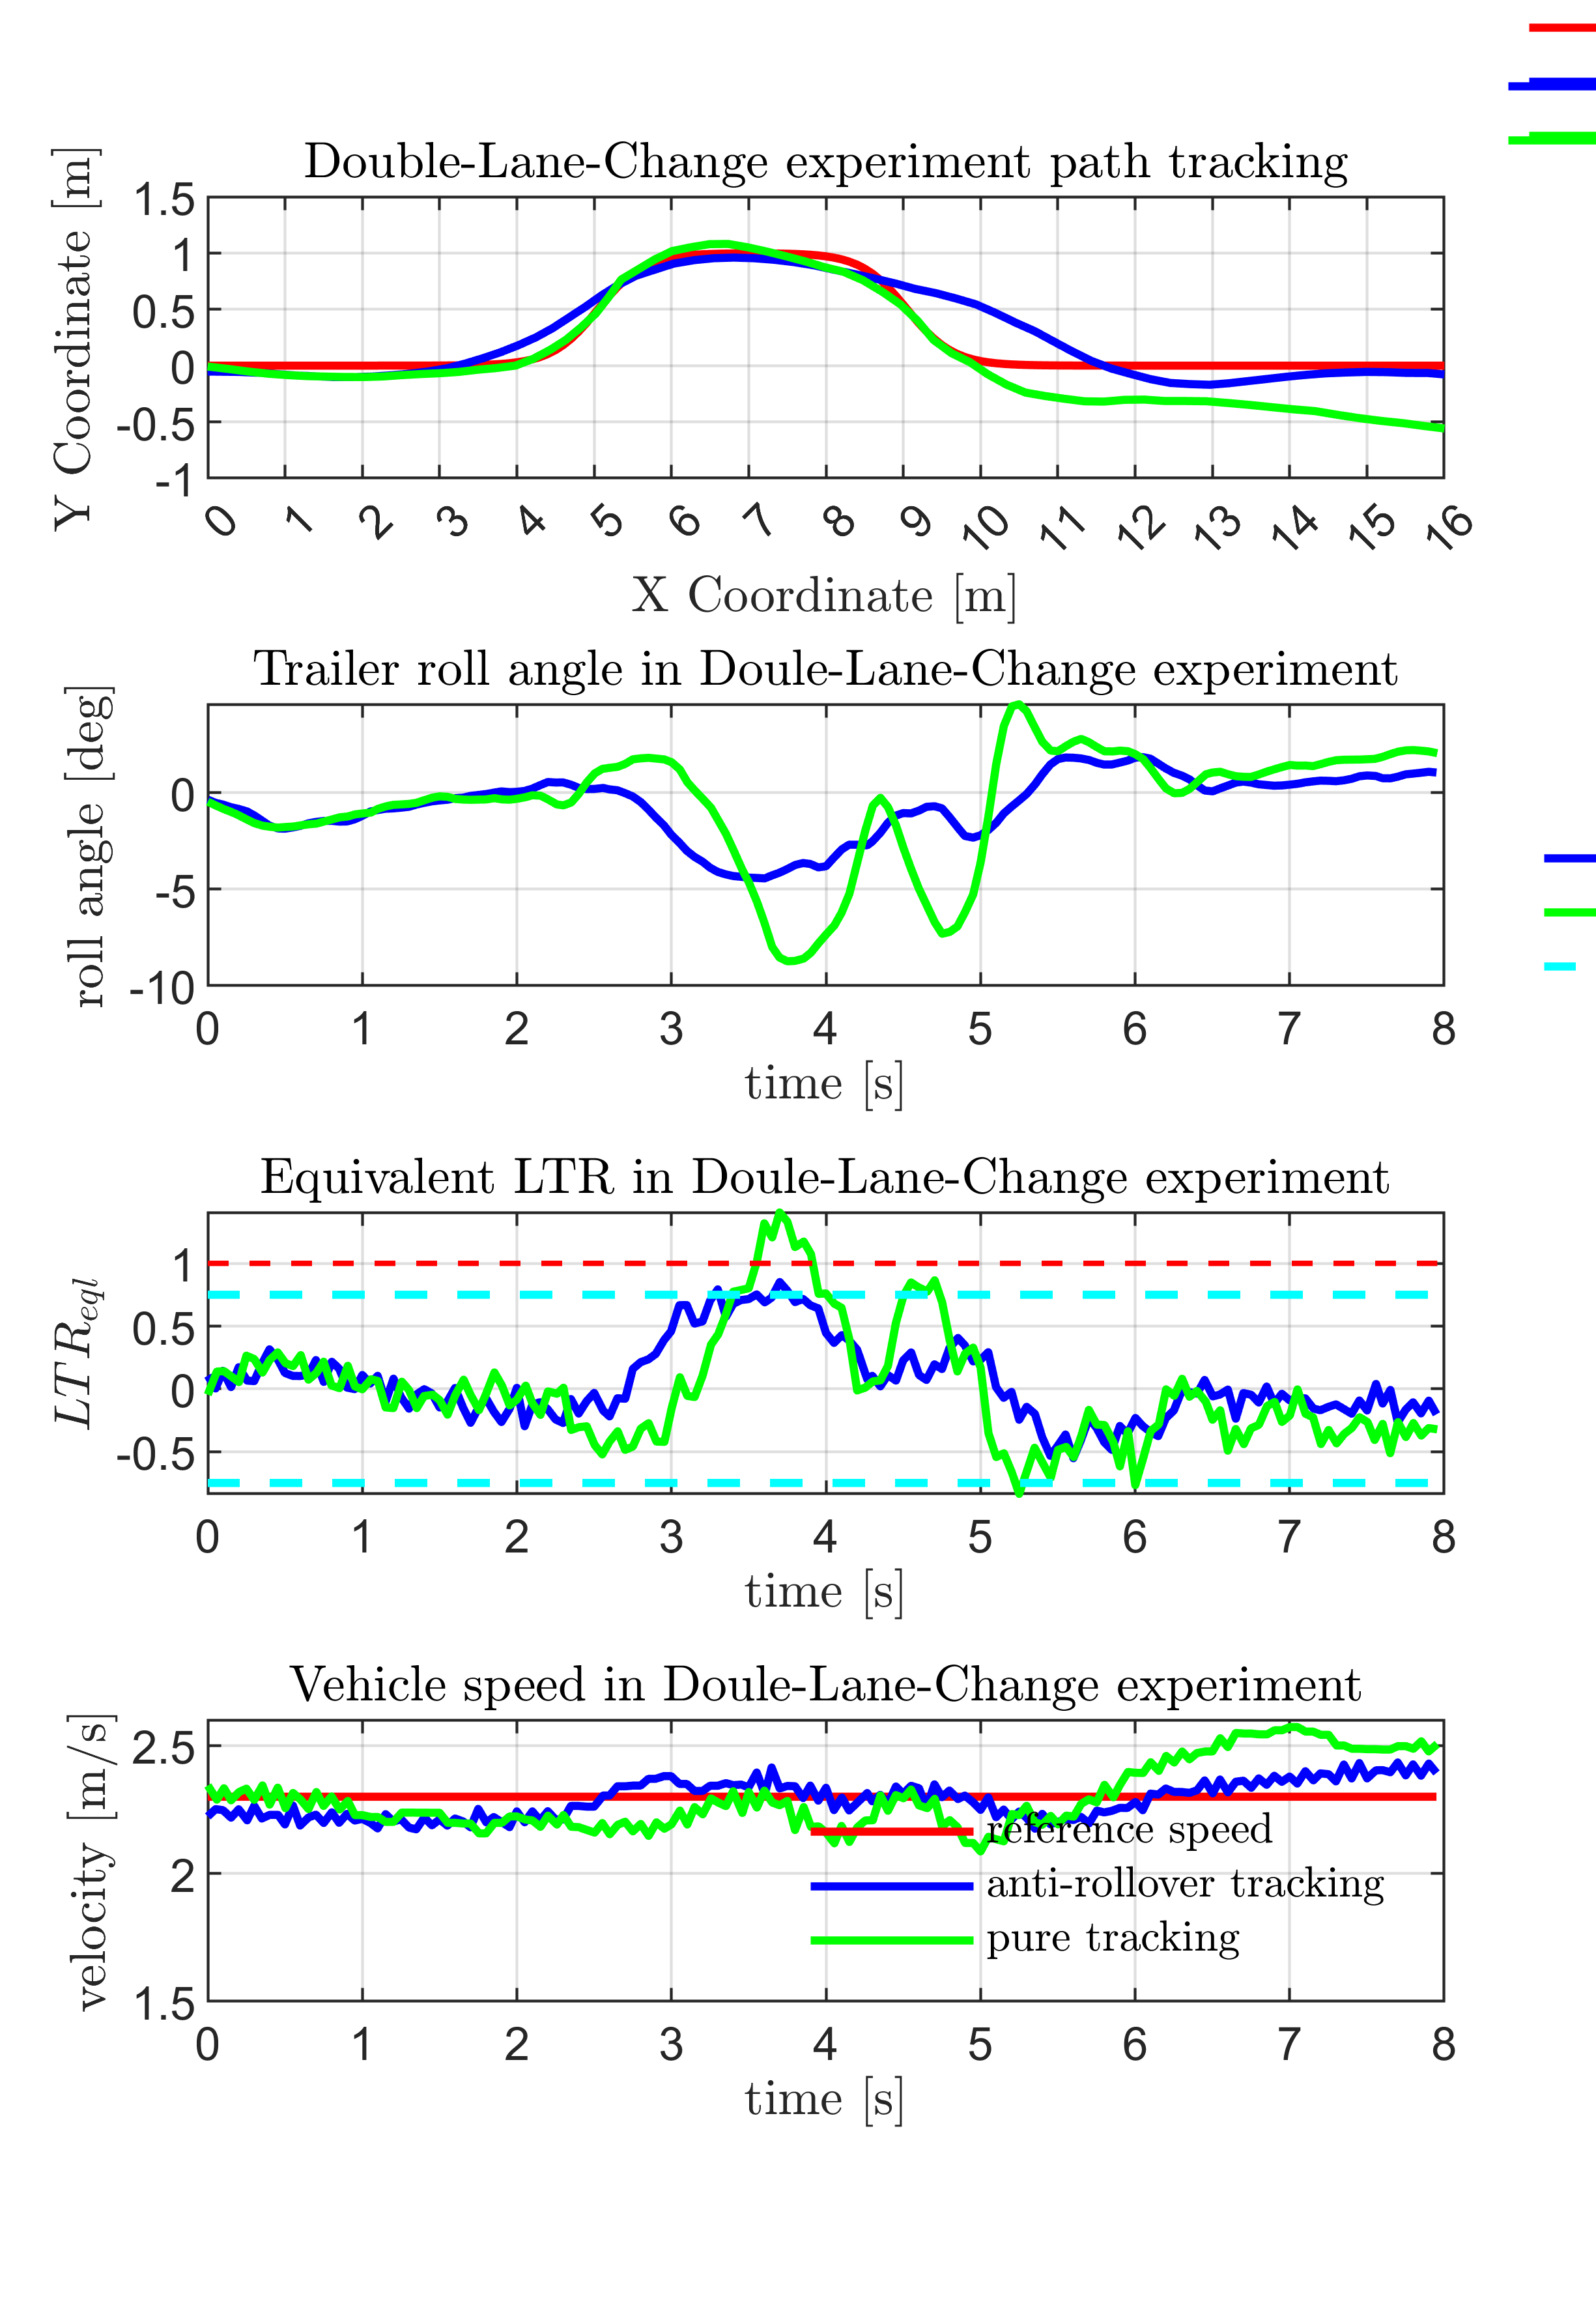 Double-Lane-Change experiment path tracking
Y Coordinate [m]
1.5
1
0.5
0
-0.5
-1
0 1 2 3 4 5 6 7 8 9 10 11 12 13 14 15 16
X Coordinate [m]
Trailer roll angle in Doule-Lane-Change experiment
roll angle [deg]
0
-5
-10
0 1 2 3 4 5 6 7 8
time [s]
Equivalent LTR in Doule-Lane-Change experiment
LTR_eql
1
0.5
0
-0.5
0 1 2 3 4 5 6 7 8
time [s]
Vehicle speed in Doule-Lane-Change experiment
velocity [m/s]
2.5
2
1.5
reference speed
anti-rollover tracking
pure tracking
0 1 2 3 4 5 6 7 8
time [s]